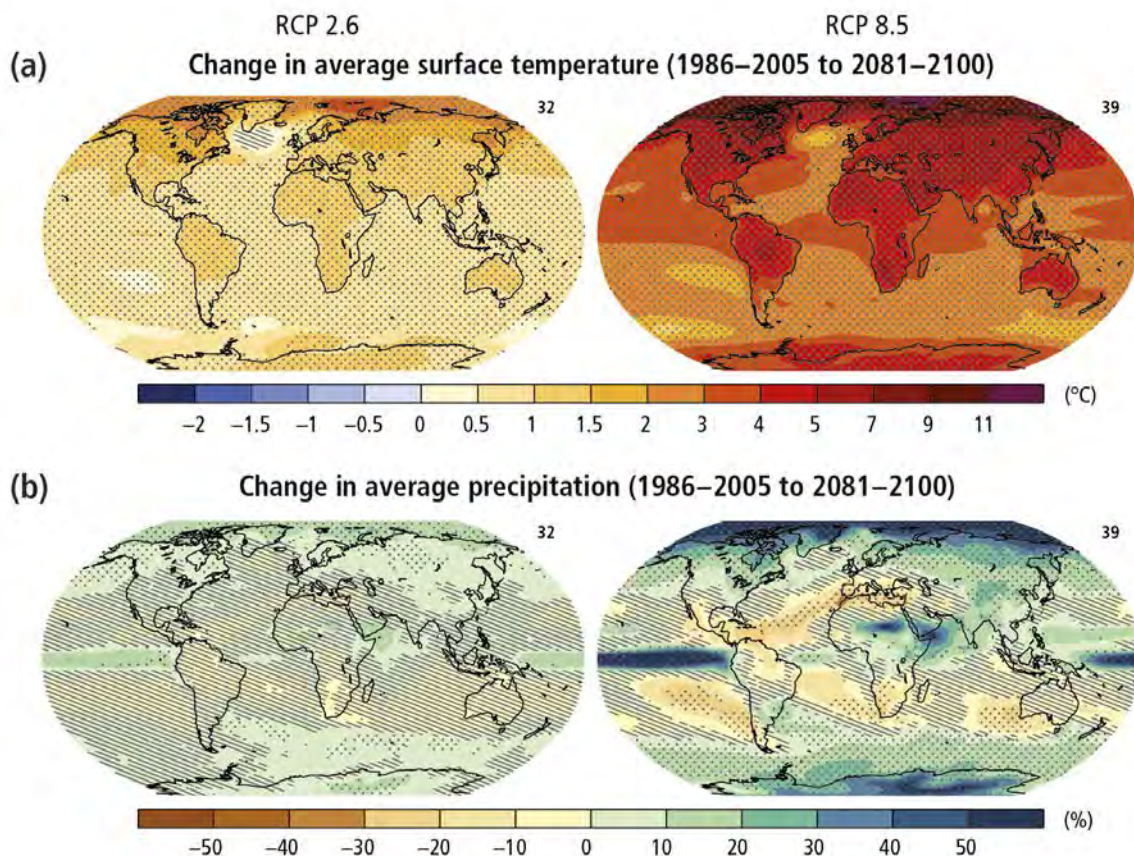 RCP 2.6 RCP 8.5
(a) Change in average surface temperature (1986–2005 to 2081–2100)
32 39
(°C)
−2 −1.5 −1 −0.5 0 0.5 1 1.5 2 3 4 5 7 9 11
(b) Change in average precipitation (1986–2005 to 2081–2100)
32 39
(%)
−50 −40 −30 −20 −10 0 10 20 30 40 50